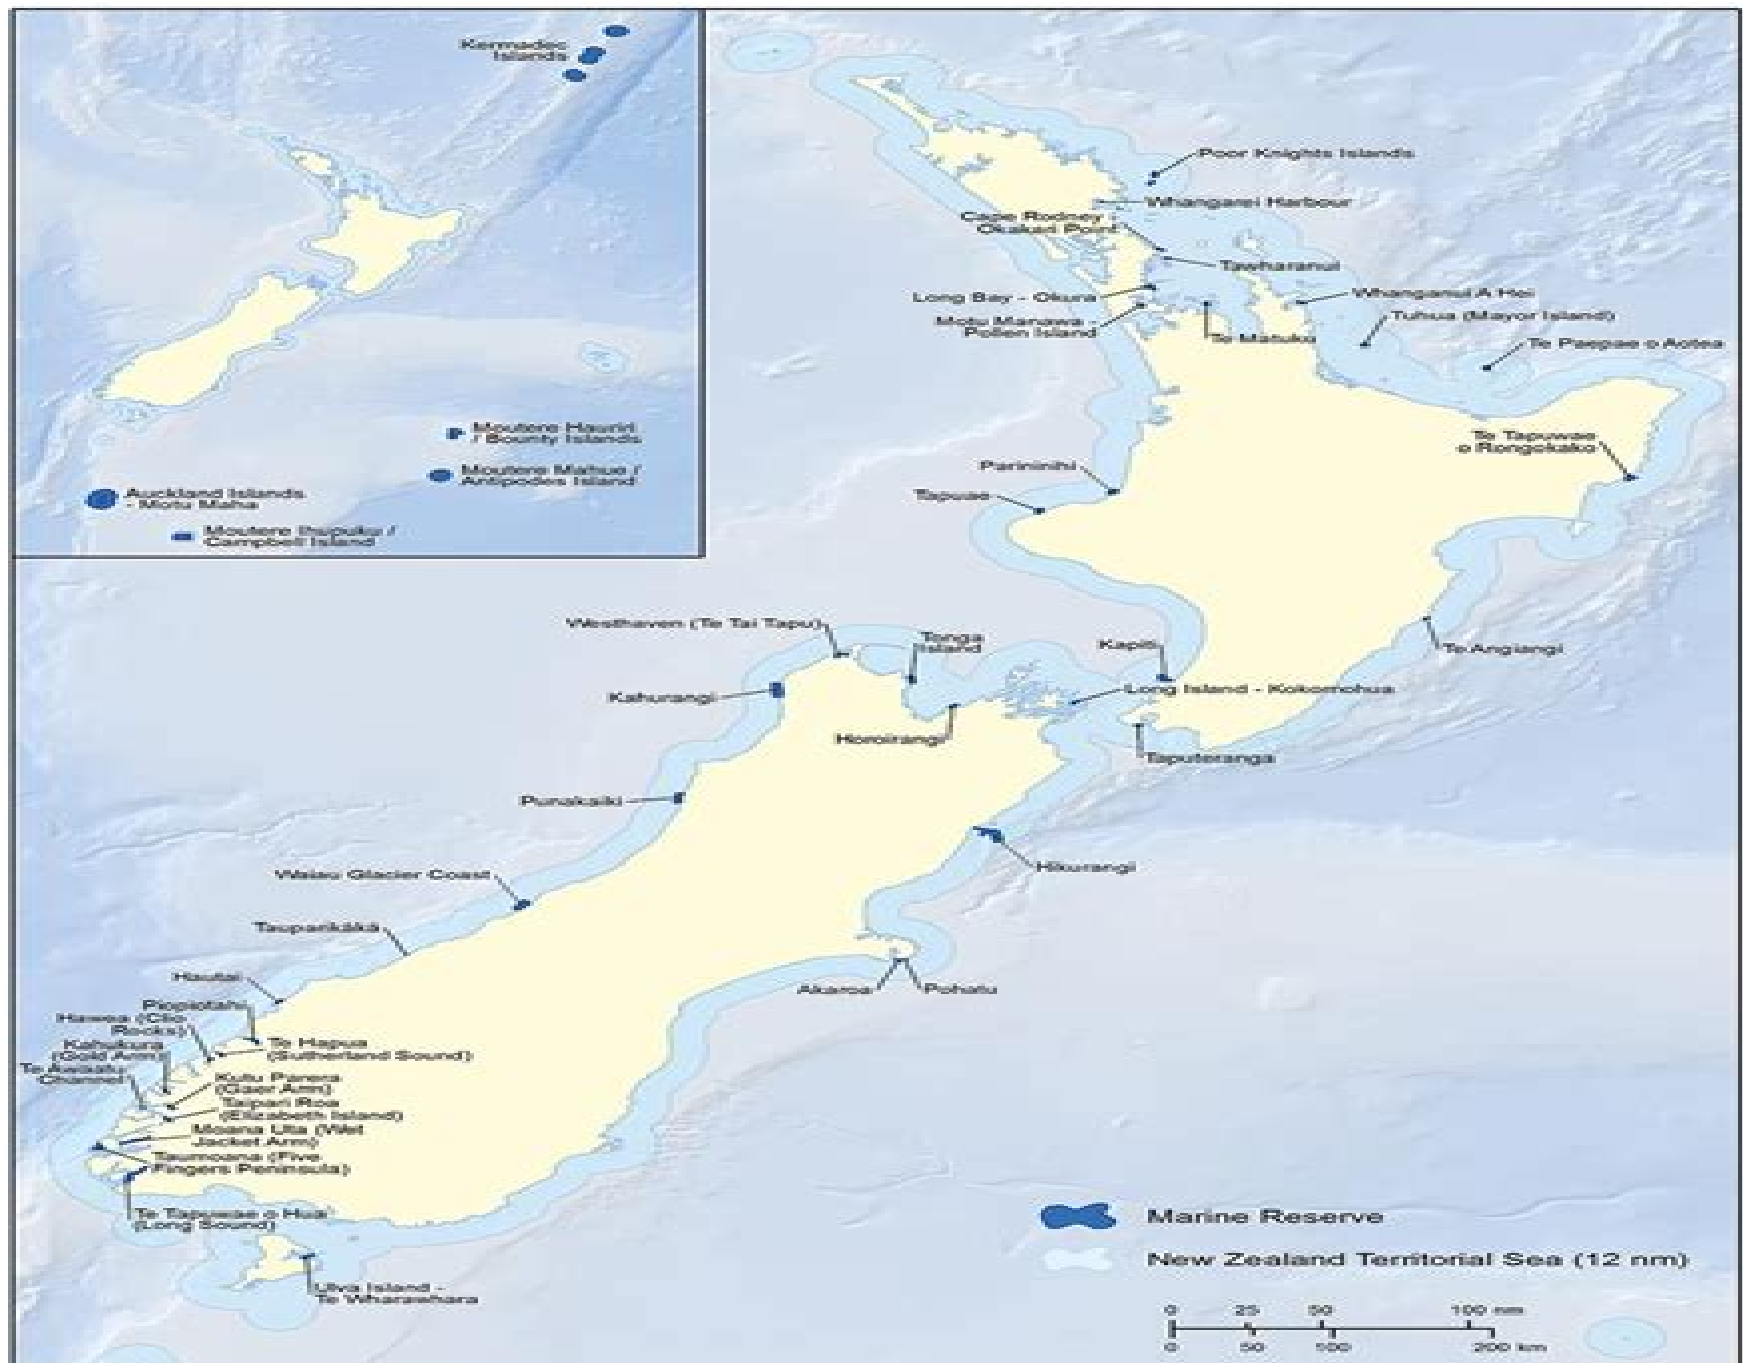 Kermadec
Islands
Moutere Hauriri
/ Bounty Islands
Moutere Mahue /
Antipodes Island
Auckland Islands
- Motu Maha
Moutere Ihupuku /
Campbell Island
Poor Knights Islands
Whangarei Harbour
Cape Rodney -
Okakari Point
Tawharanui
Long Bay - Okura
Whanganui A Hei
Motu Manawa -
Pollen Island
Tuhua (Mayor Island)
Te Matuku
Te Paepae o Aotea
Te Tapuwae
o Rongokako
Parininihi
Tapuae
Westhaven (Te Tai Tapu)
Tonga
Island
Kapiti
Te Angiangi
Kahurangi
Long Island - Kokomohua
Horoirangi
Taputeranga
Punakaiki
Hikurangi
Waiau Glacier Coast
Tauparikākā
Hautai
Akaroa
Pohatu
Piopiotahi
Hawea (Clio
Rocks)
Te Hapua
(Sutherland Sound)
Kahukura
(Gold Arm)
Te Awaatu
Channel
Kutu Parera
(Gaer Arm)
Taipari Roa
(Elizabeth Island)
Moana Uta (Wet
Jacket Arm)
Taumoana (Five
Fingers Peninsula)
Te Tapuwae o Hua
(Long Sound)
Ulva Island -
Te Wharawhara
Marine Reserve
New Zealand Territorial Sea (12 nm)
0 25 50 100 nm
0 50 100 200 km